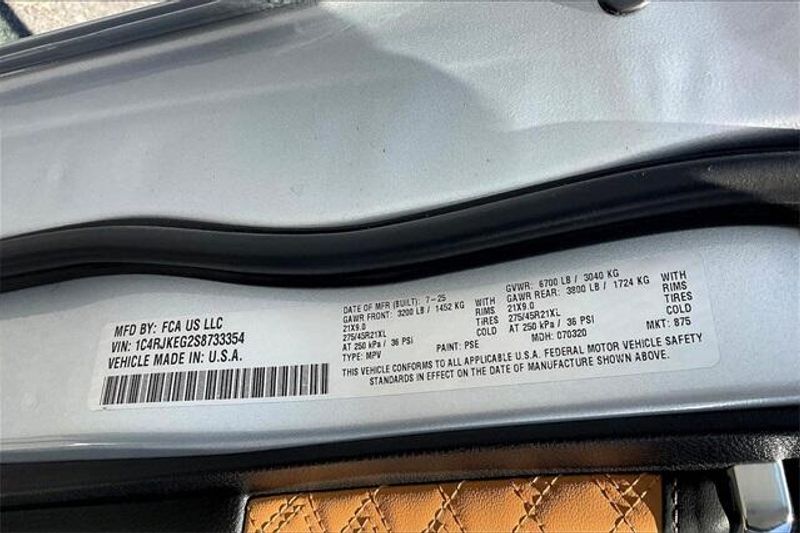 MFD BY: FCA US LLC
VIN: 1C4RJKEG2S8733354
VEHICLE MADE IN: U.S.A.
DATE OF MFR (BUILT): 7-25
GAWR FRONT: 3200 LB / 1452 KG WITH
21X9.0 RIMS
275/45R21XL TIRES
AT 250 kPa / 36 PSI COLD
TYPE: MPV PAINT: PSE
GVWR: 6700 LB / 3040 KG
GAWR REAR: 3800 LB / 1724 KG WITH
21X9.0 RIMS
275/45R21XL TIRES
AT 250 kPa / 36 PSI COLD
MDH: 070320 MKT: 875
THIS VEHICLE CONFORMS TO ALL APPLICABLE U.S.A. FEDERAL MOTOR VEHICLE SAFETY
STANDARDS IN EFFECT ON THE DATE OF MANUFACTURE SHOWN ABOVE.